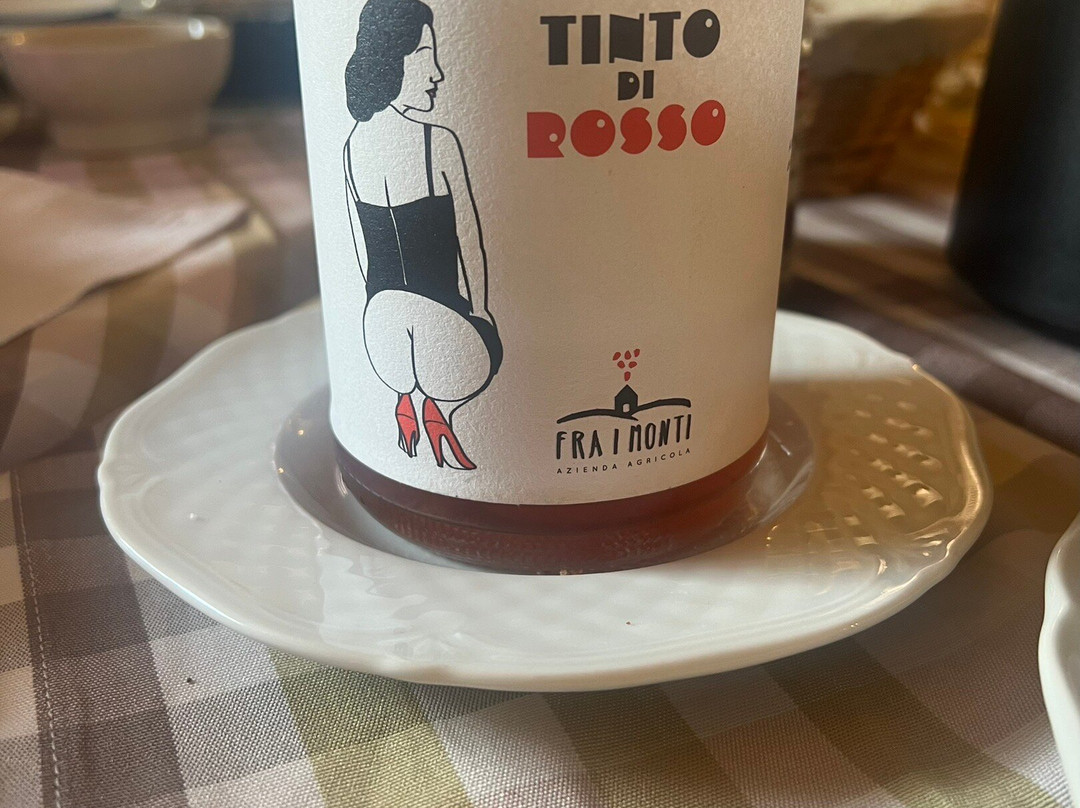 TINTO
DI
ROSSO
FRA I MONTI
AZIENDA AGRICOLA